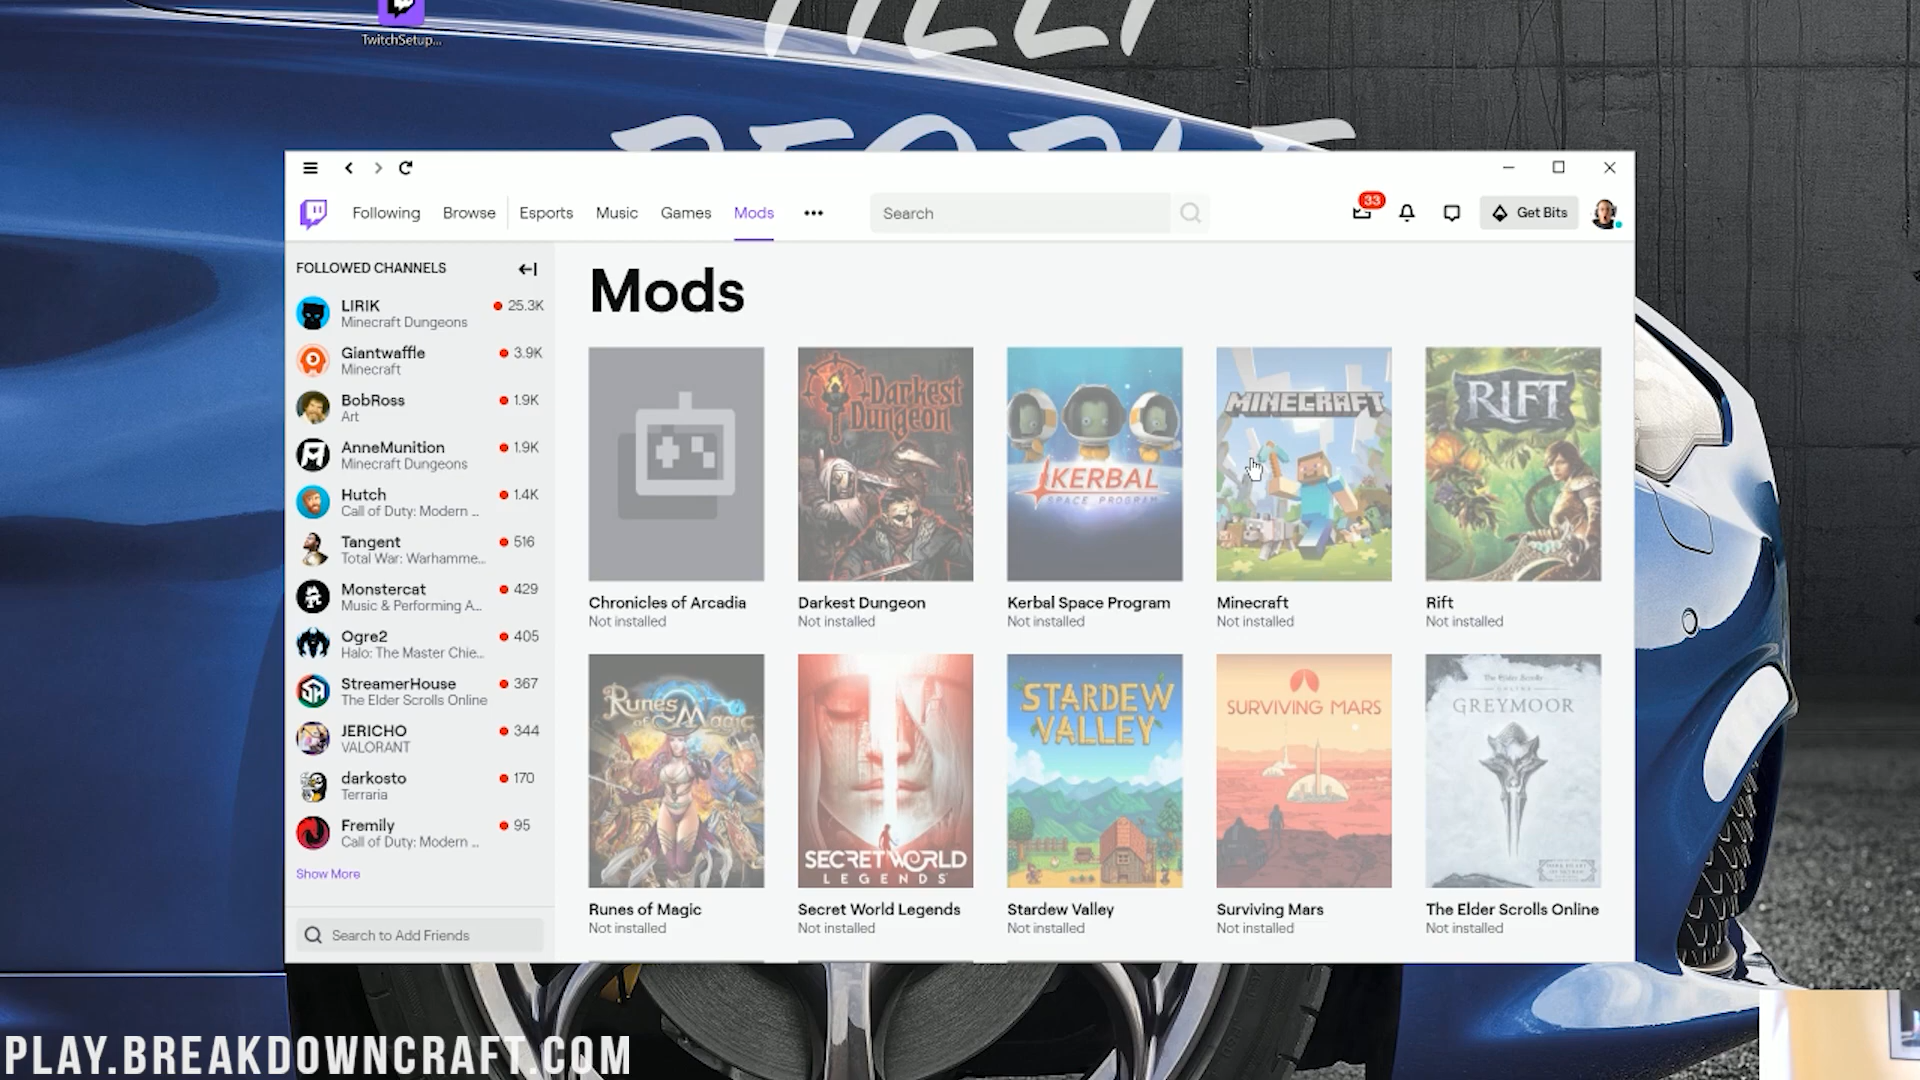 TwitchSetup...
Following
Browse
Esports
Music
Games
Mods
Search
33
Get Bits
FOLLOWED CHANNELS
LIRIK
25.3K
Minecraft Dungeons
Giantwaffle
3.9K
Minecraft
BobRoss
1.9K
Art
AnneMunition
1.9K
Minecraft Dungeons
Hutch
1.4K
Call of Duty: Modern ...
Tangent
516
Total War: Warhamme...
Monstercat
429
Music & Performing A...
Ogre2
405
Halo: The Master Chie...
StreamerHouse
367
The Elder Scrolls Online
JERICHO
344
VALORANT
darkosto
170
Terraria
Fremily
95
Call of Duty: Modern ...
Show More
Search to Add Friends
Mods
Darkest
Dungeon
KERBAL
SPACE PROGRAM
MINECRAFT
RIFT
Chronicles of Arcadia
Not installed
Darkest Dungeon
Not installed
Kerbal Space Program
Not installed
Minecraft
Not installed
Rift
Not installed
Runes
of Magic
SECRET WORLD
LEGENDS
STARDEW
VALLEY
SURVIVING MARS
The Elder Scrolls
ONLINE
GREYMOOR
Runes of Magic
Not installed
Secret World Legends
Not installed
Stardew Valley
Not installed
Surviving Mars
Not installed
The Elder Scrolls Online
Not installed
PLAY.BREAKDOWNCRAFT.COM